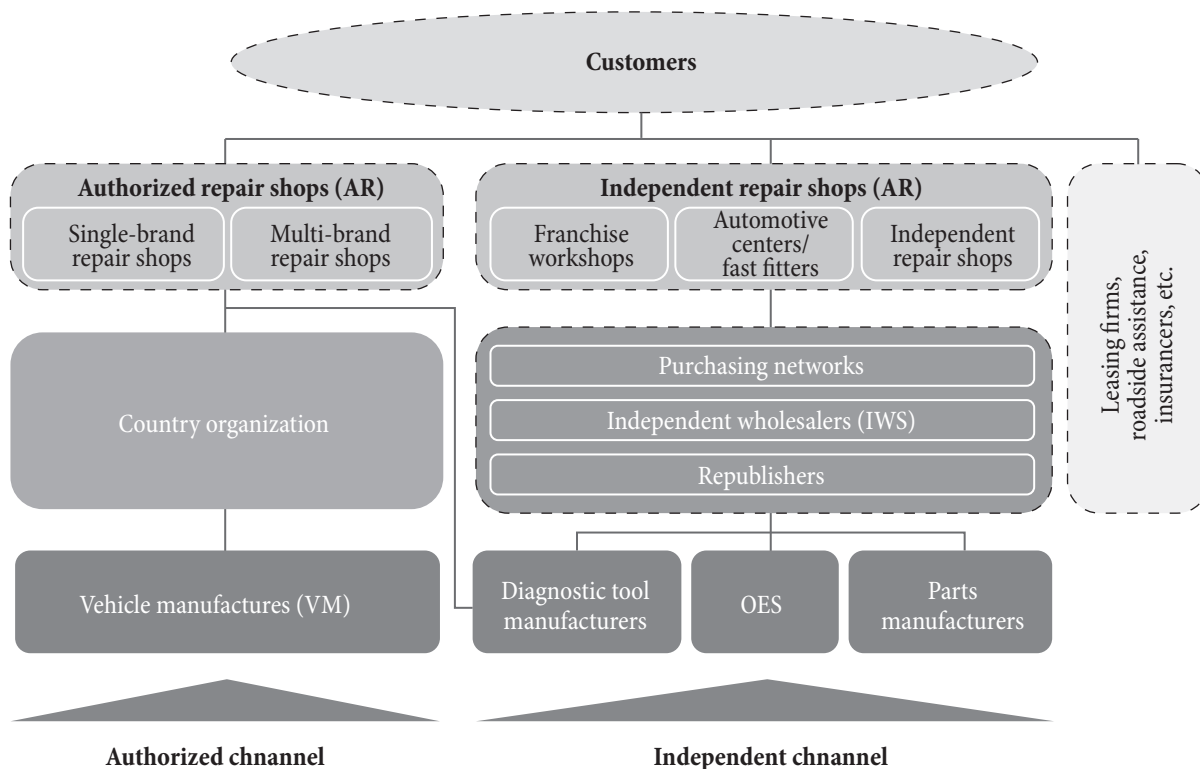 Customers
Authorized repair shops (AR)
Single-brand
repair shops
Multi-brand
repair shops
Independent repair shops (AR)
Franchise
workshops
Automotive
centers/
fast fitters
Independent
repair shops
Leasing firms,
roadside assistance,
insurancers, etc.
Country organization
Purchasing networks
Independent wholesalers (IWS)
Republishers
Vehicle manufactures (VM)
Diagnostic tool
manufacturers
OES
Parts
manufacturers
Authorized chnannel
Independent chnannel